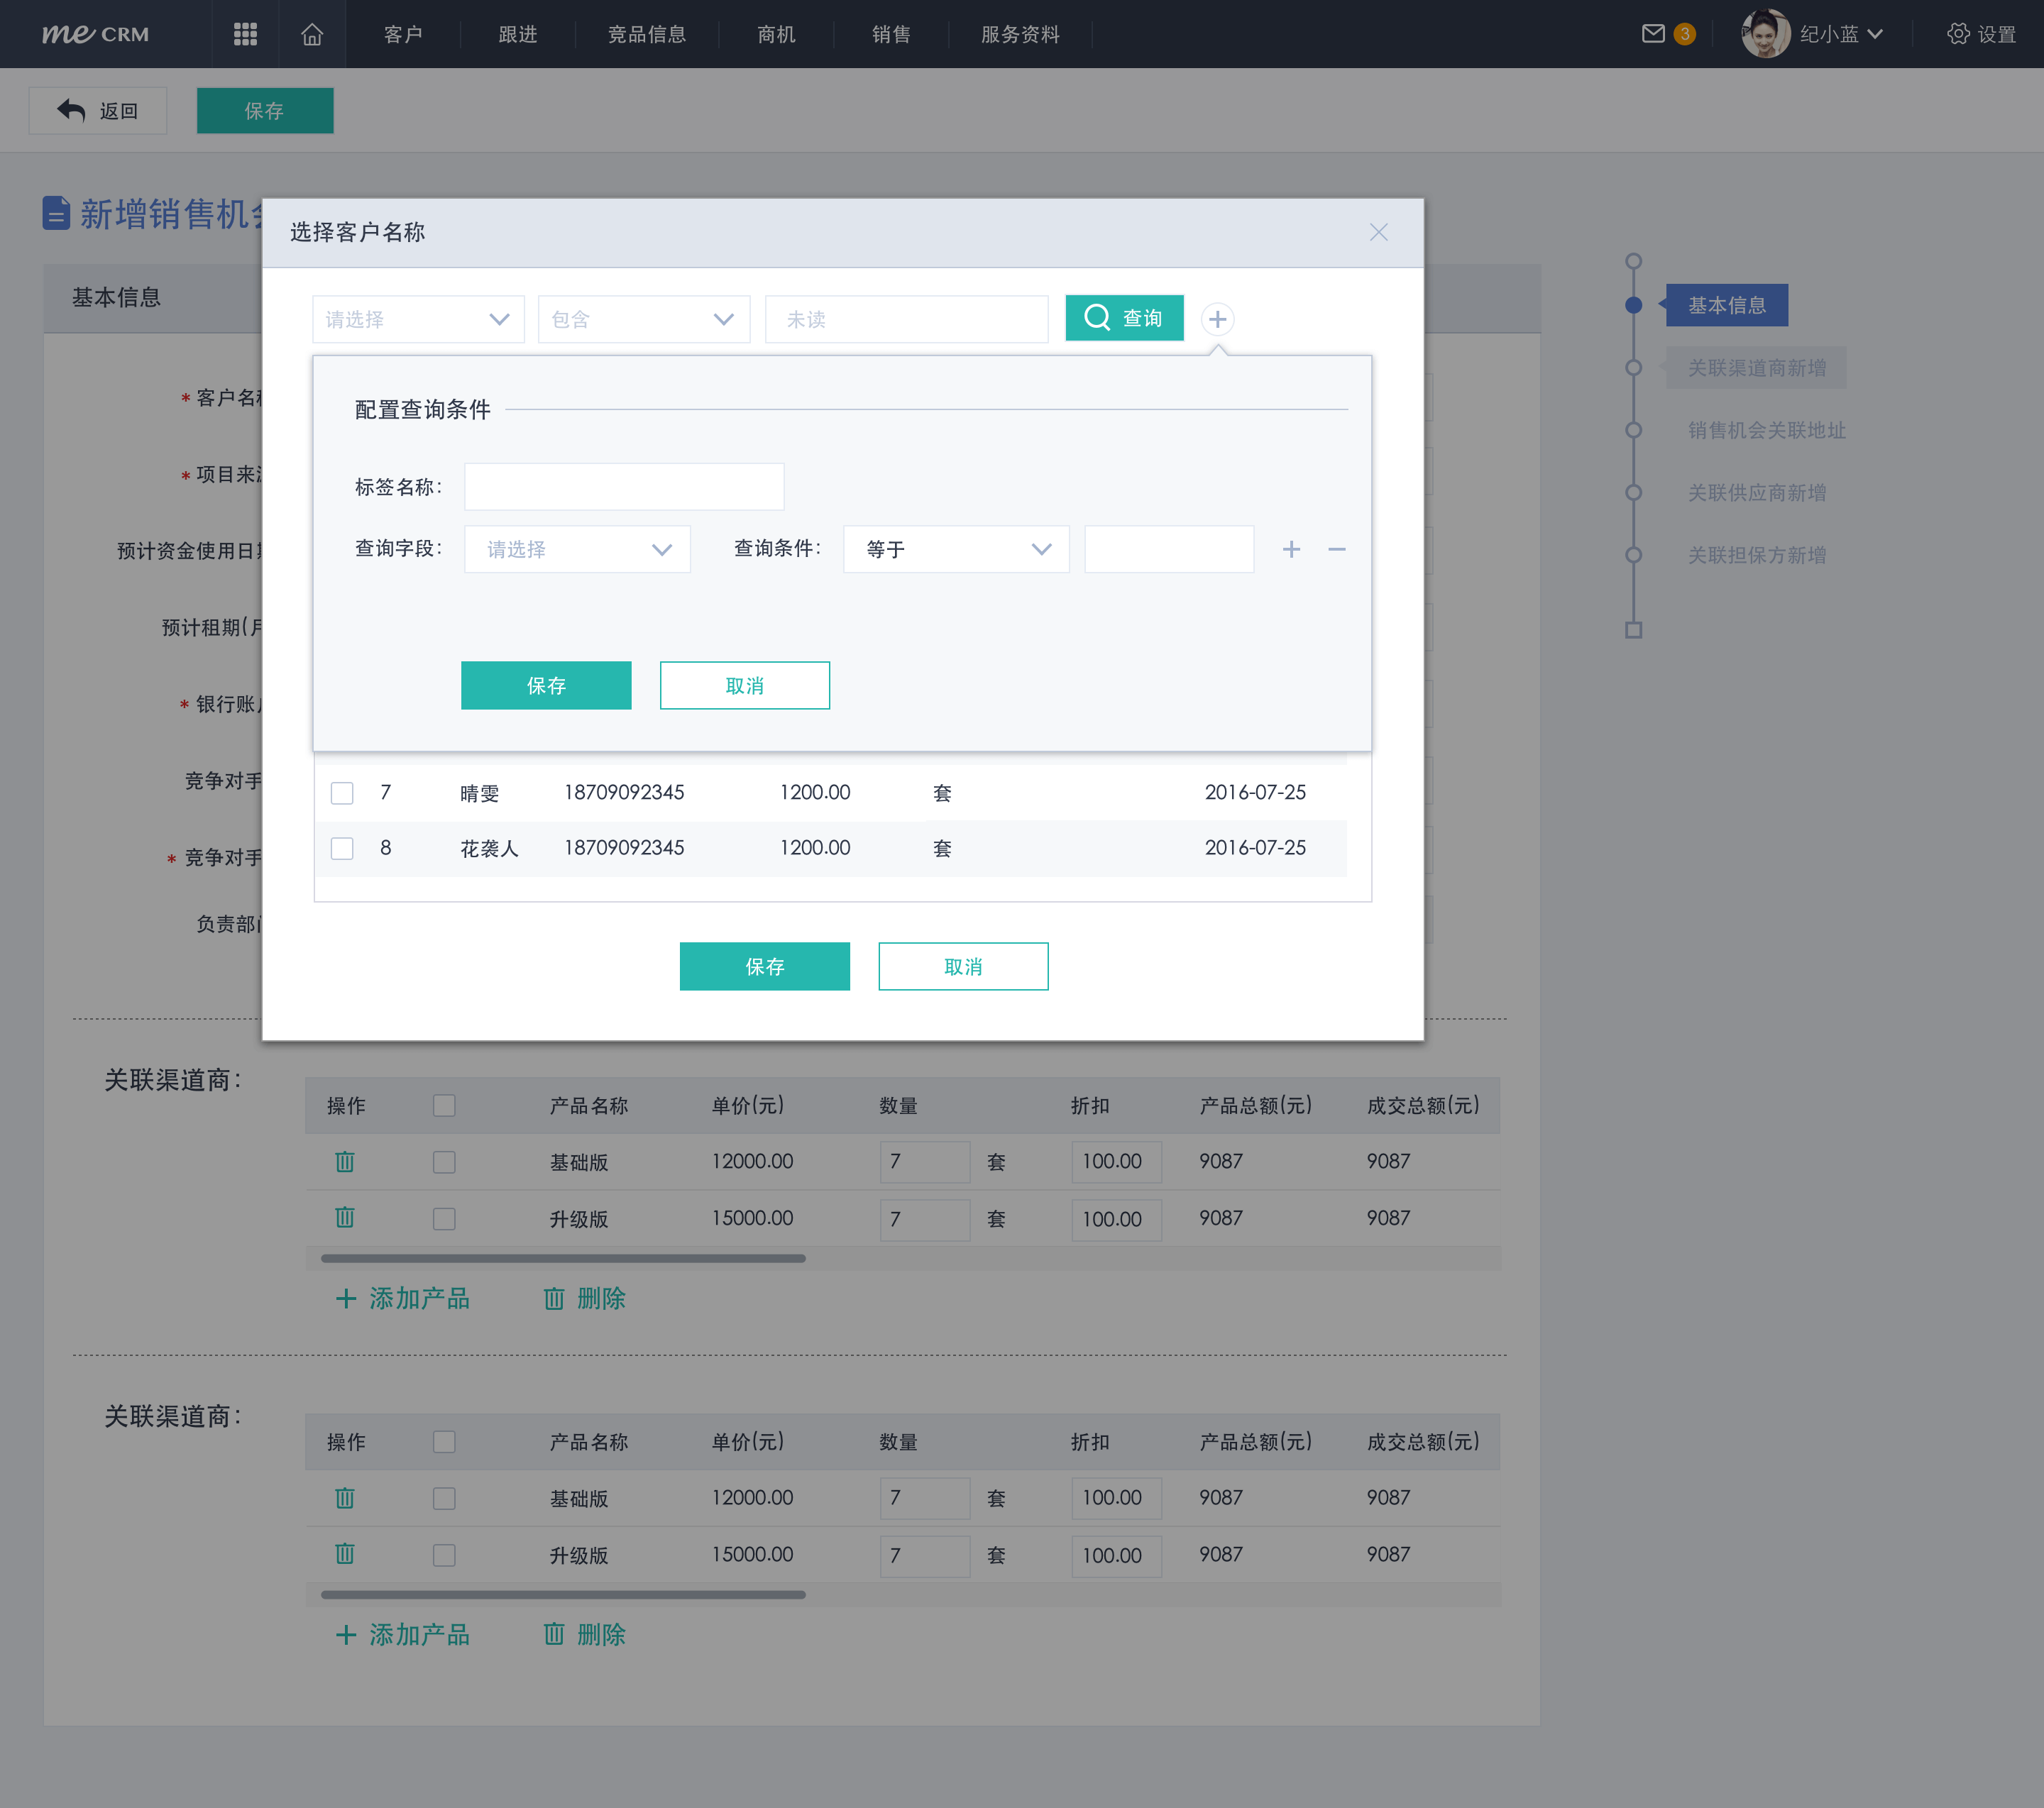 me CRM
客户
跟进
竞品信息
商机
销售
服务资料
3
纪小蓝
设置
返回
保存
新增销售机会
选择客户名称
请选择
包含
未读
查询
基本信息
基本信息
关联渠道商新增
销售机会关联地址
关联供应商新增
关联担保方新增
* 客户名称
* 项目来源
预计资金使用日期
预计租期(月
* 银行账户
竞争对手
* 竞争对手
负责部门
配置查询条件
标签名称：
查询字段： 请选择 查询条件： 等于
保存 取消
7 晴雯 18709092345 1200.00 套 2016-07-25
8 花袭人 18709092345 1200.00 套 2016-07-25
保存 取消
关联渠道商：
操作 产品名称 单价(元) 数量 折扣 产品总额(元) 成交总额(元)
基础版 12000.00 7 套 100.00 9087 9087
升级版 15000.00 7 套 100.00 9087 9087
添加产品 删除
关联渠道商：
操作 产品名称 单价(元) 数量 折扣 产品总额(元) 成交总额(元)
基础版 12000.00 7 套 100.00 9087 9087
升级版 15000.00 7 套 100.00 9087 9087
添加产品 删除